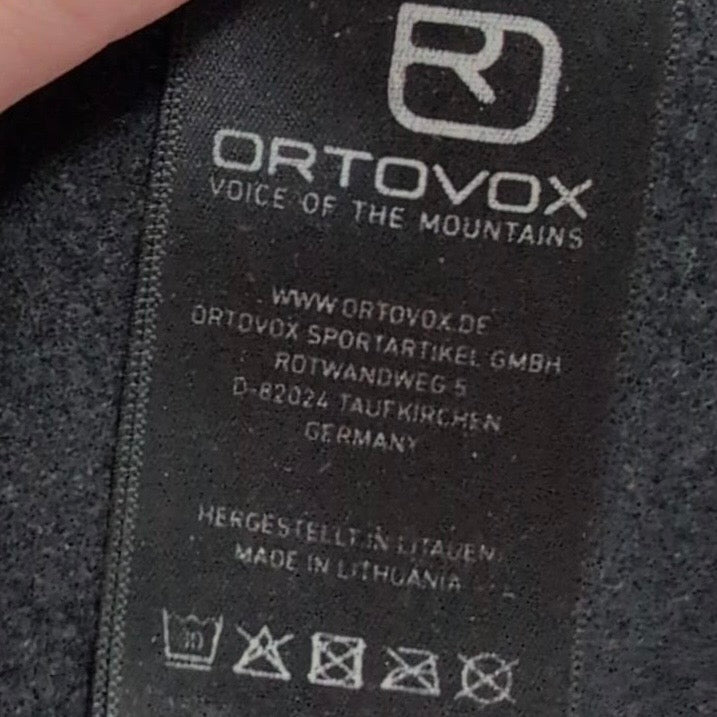 ORTOVOX
VOICE OF THE MOUNTAINS
WWW.ORTOVOX.DE
ORTOVOX SPORTARTIKEL GMBH
ROTWANDWEG 5
D-82024 TAUFKIRCHEN
GERMANY
HERGESTELLT IN LITAUEN
MADE IN LITHUANIA